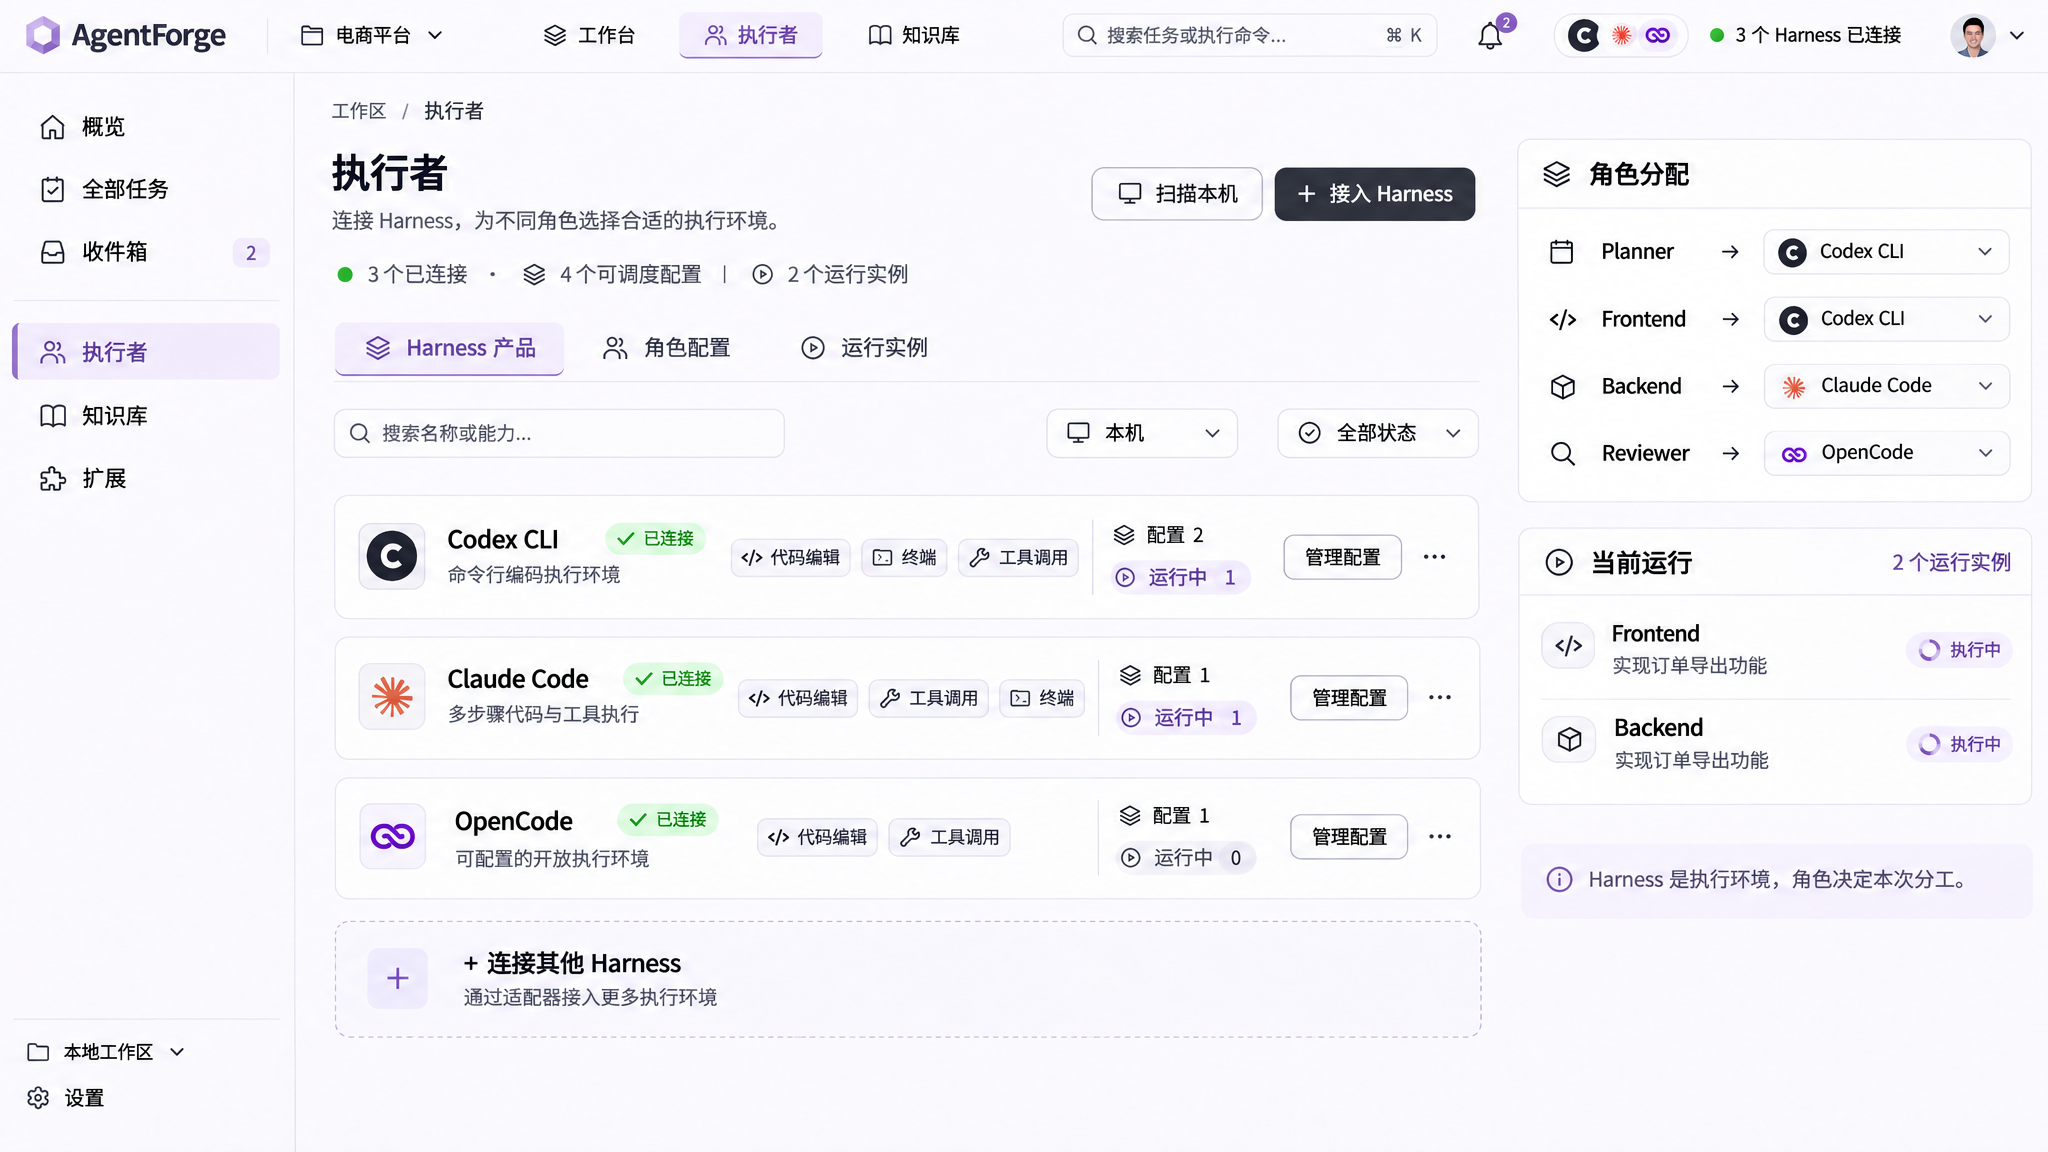 AgentForge
电商平台
工作台
执行者
知识库
搜索任务或执行命令...
⌘ K
2
3 个 Harness 已连接
概览
全部任务
收件箱
2
执行者
知识库
扩展
本地工作区
设置
工作区 / 执行者
执行者
连接 Harness，为不同角色选择合适的执行环境。
扫描本机
+ 接入 Harness
3 个已连接 · 4 个可调度配置 | 2 个运行实例
Harness 产品
角色配置
运行实例
搜索名称或能力...
本机
全部状态
Codex CLI
已连接
命令行编码执行环境
代码编辑
终端
工具调用
配置 2
运行中 1
管理配置
Claude Code
已连接
多步骤代码与工具执行
代码编辑
工具调用
终端
配置 1
运行中 1
管理配置
OpenCode
已连接
可配置的开放执行环境
代码编辑
工具调用
配置 1
运行中 0
管理配置
+ 连接其他 Harness
通过适配器接入更多执行环境
角色分配
Planner → Codex CLI
Frontend → Codex CLI
Backend → Claude Code
Reviewer → OpenCode
当前运行
2 个运行实例
Frontend
实现订单导出功能
执行中
Backend
实现订单导出功能
执行中
Harness 是执行环境，角色决定本次分工。